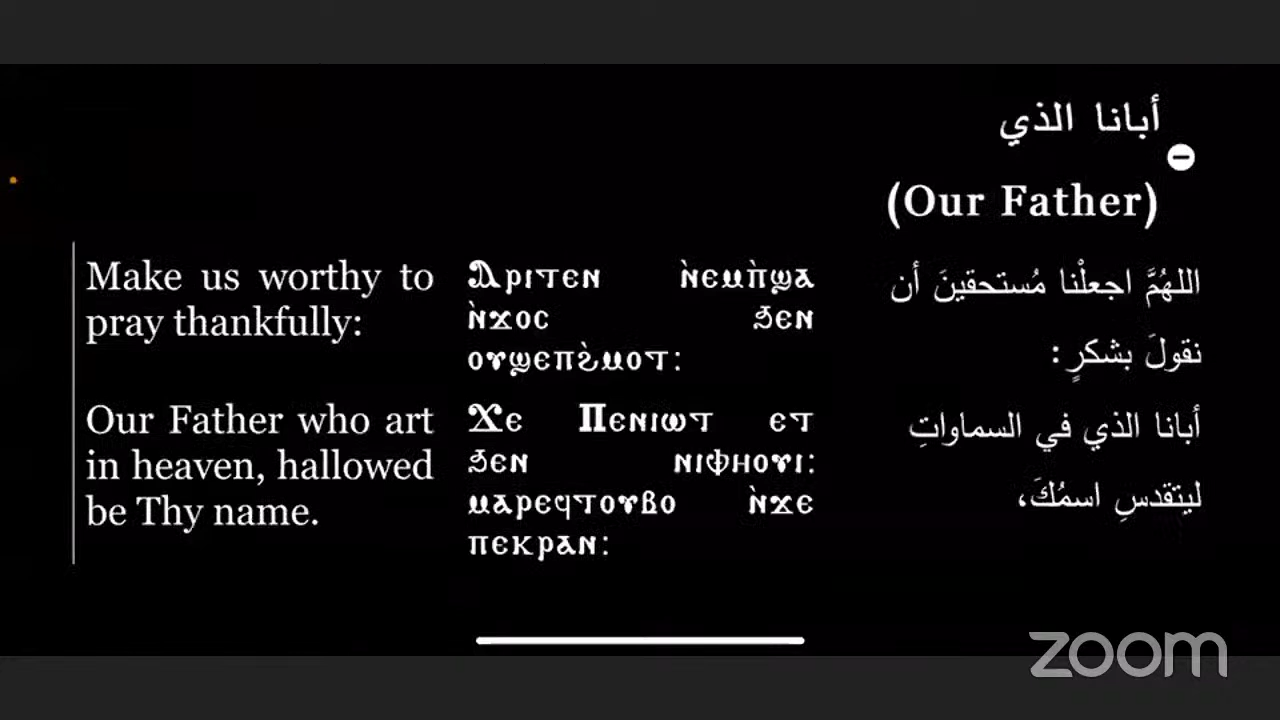 أبانا الذي
(Our Father)
Make us worthy to
pray thankfully:
Ⲁⲣⲓⲧⲉⲛ ⲛ̀ⲉⲙⲡ̀ϣⲁ
ⲛ̀ϫⲟⲥ ϧⲉⲛ
ⲟⲩϣⲉⲡϩ̀ⲙⲟⲧ:
اللهُمَّ اجعلْنا مُستحقينَ أن
نقولَ بشكرٍ:
Our Father who art
in heaven, hallowed
be Thy name.
Ϫⲉ Ⲡⲉⲛⲓⲱⲧ ⲉⲧ
ϧⲉⲛ ⲛⲓⲫⲏⲟⲩⲓ:
ⲙⲁⲣⲉϥⲧⲟⲩⲃⲟ ⲛ̀ϫⲉ
ⲡⲉⲕⲣⲁⲛ:
أبانا الذي في السماواتِ
ليتقدسِ اسمُكَ،
zoom